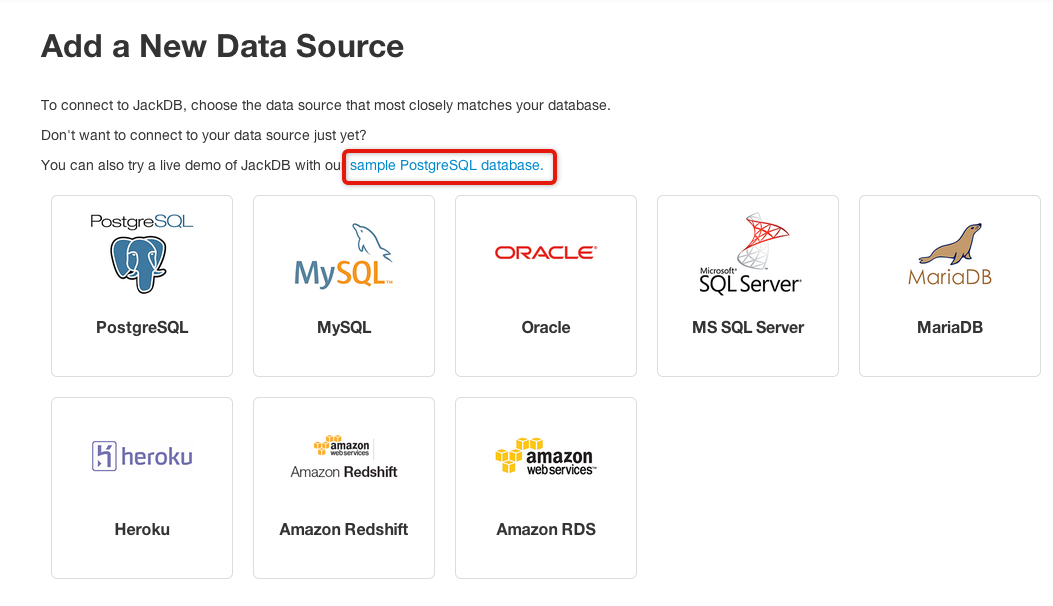 Add a New Data Source
To connect to JackDB, choose the data source that most closely matches your database.
Don't want to connect to your data source just yet?
You can also try a live demo of JackDB with ou sample PostgreSQL database.
PostgreSQL
MySQL™
ORACLE®
Microsoft®
SQL Server®
MariaDB
PostgreSQL
MySQL
Oracle
MS SQL Server
MariaDB
heroku
amazon
webservices
Amazon Redshift
amazon
webservices™
Heroku
Amazon Redshift
Amazon RDS